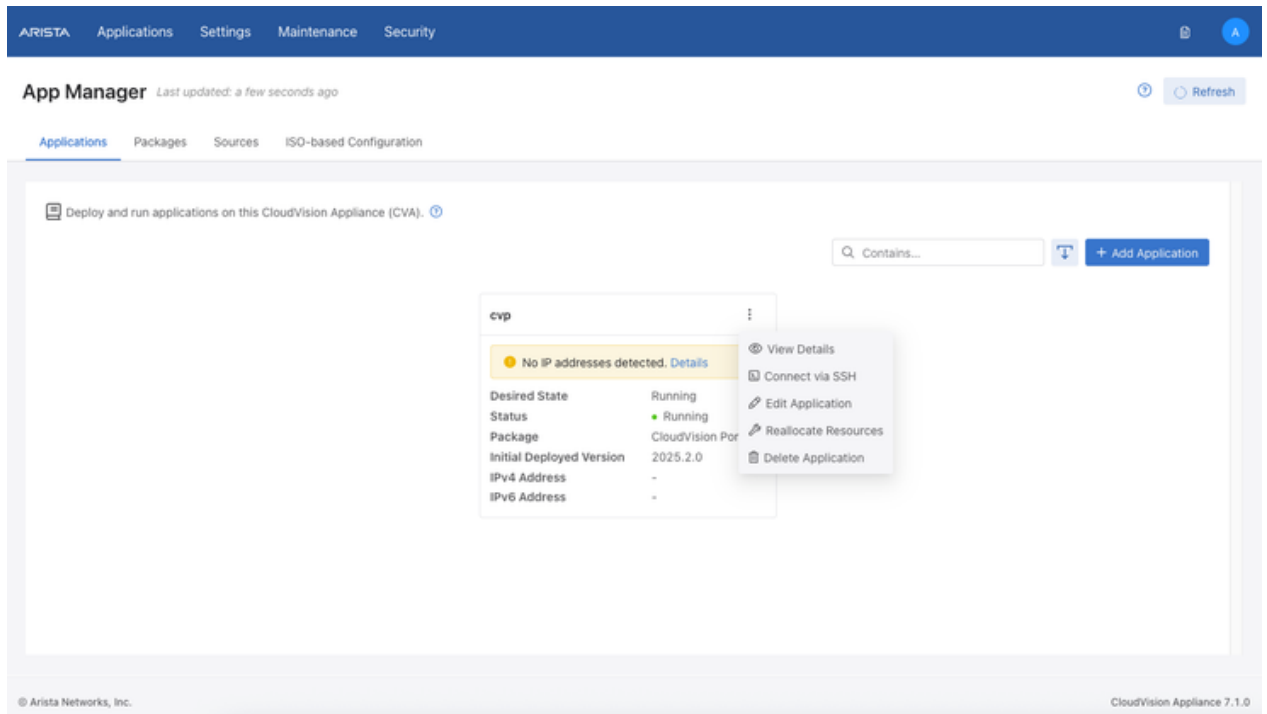 ARISTA Applications Settings Maintenance Security A
App Manager Last updated: a few seconds ago Refresh
Applications Packages Sources ISO-based Configuration
Deploy and run applications on this CloudVision Appliance (CVA).
Contains... + Add Application
cvp
No IP addresses detected. Details
Desired State Running
Status Running
Package CloudVision Por
Initial Deployed Version 2025.2.0
IPv4 Address -
IPv6 Address -
View Details
Connect via SSH
Edit Application
Reallocate Resources
Delete Application
© Arista Networks, Inc. CloudVision Appliance 7.1.0